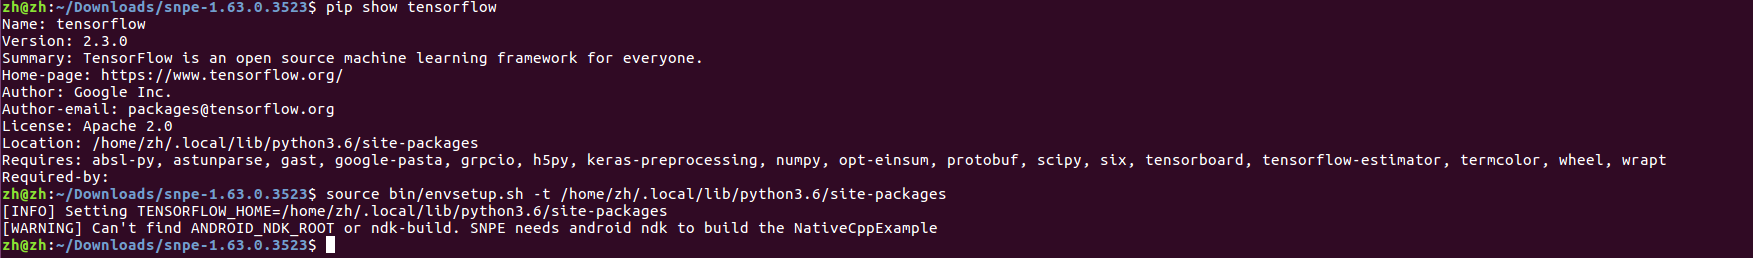 zh@zh:~/Downloads/snpe-1.63.0.3523$ pip show tensorflow
Name: tensorflow
Version: 2.3.0
Summary: TensorFlow is an open source machine learning framework for everyone.
Home-page: https://www.tensorflow.org/
Author: Google Inc.
Author-email: packages@tensorflow.org
License: Apache 2.0
Location: /home/zh/.local/lib/python3.6/site-packages
Requires: absl-py, astunparse, gast, google-pasta, grpcio, h5py, keras-preprocessing, numpy, opt-einsum, protobuf, scipy, six, tensorboard, tensorflow-estimator, termcolor, wheel, wrapt
Required-by:
zh@zh:~/Downloads/snpe-1.63.0.3523$ source bin/envsetup.sh -t /home/zh/.local/lib/python3.6/site-packages
[INFO] Setting TENSORFLOW_HOME=/home/zh/.local/lib/python3.6/site-packages
[WARNING] Can't find ANDROID_NDK_ROOT or ndk-build. SNPE needs android ndk to build the NativeCppExample
zh@zh:~/Downloads/snpe-1.63.0.3523$